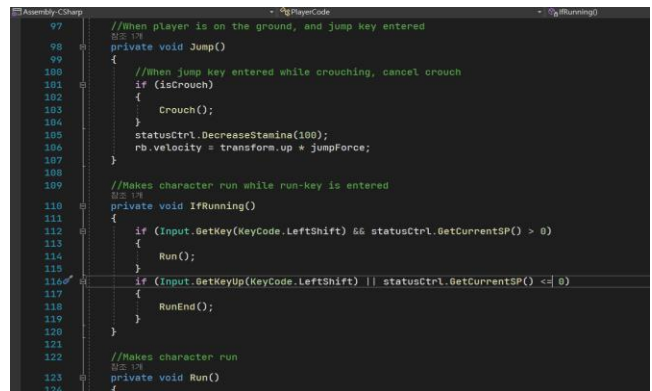 Assembly-CSharp PlayerCode IfRunning()
97 //When player is on the ground, and jump key entered
참조 1개
98 private void Jump()
99 {
100 //When jump key entered while crouching, cancel crouch
101 if (isCrouch)
102 {
103 Crouch();
104 }
105 statusCtrl.DecreaseStamina(100);
106 rb.velocity = transform.up * jumpForce;
107 }
108
109 //Makes character run while run-key is entered
참조 1개
110 private void IfRunning()
111 {
112 if (Input.GetKey(KeyCode.LeftShift) && statusCtrl.GetCurrentSP() > 0)
113 {
114 Run();
115 }
116 if (Input.GetKeyUp(KeyCode.LeftShift) || statusCtrl.GetCurrentSP() <= 0)
117 {
118 RunEnd();
119 }
120 }
121
122 //Makes character run
참조 1개
123 private void Run()
124 {